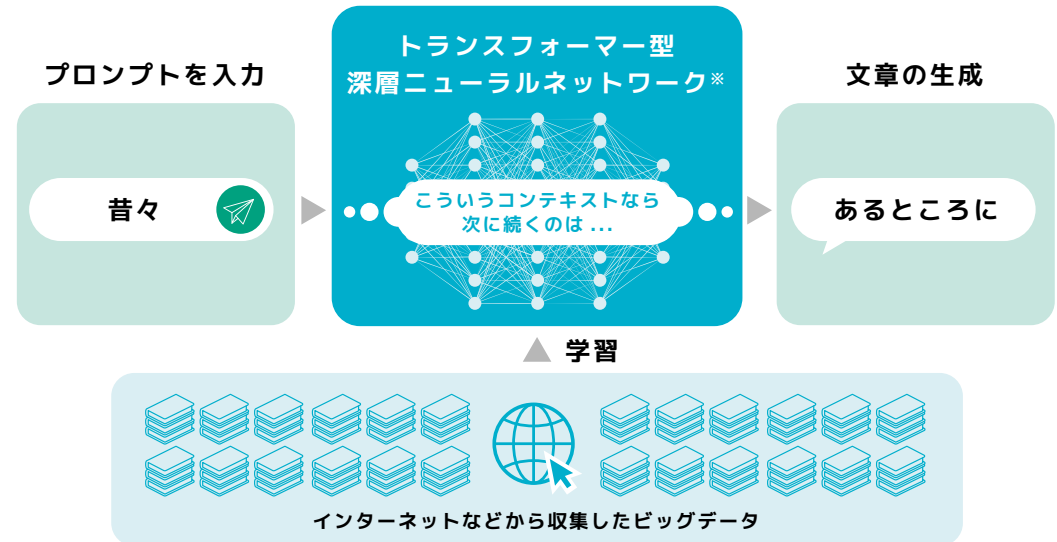 プロンプトを入力
トランスフォーマー型
深層ニューラルネットワーク※
文章の生成
昔々
こういうコンテキストなら
次に続くのは ...
あるところに
学習
インターネットなどから収集したビッグデータ